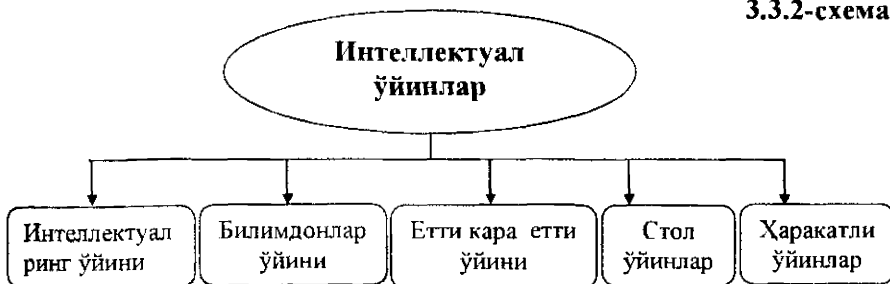 3.3.2-схема
Интеллектуал
ўйинлар
Интеллектуал
ринг ўйини
Билимдонлар
ўйини
Етти кара етти
ўйини
Стол
ўйинлар
Ҳаракатли
ўйинлар